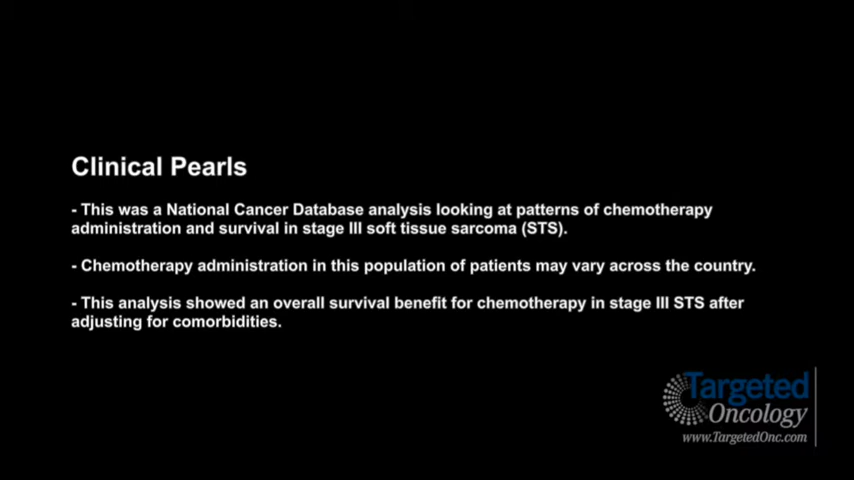 Clinical Pearls
- This was a National Cancer Database analysis looking at patterns of chemotherapy
administration and survival in stage III soft tissue sarcoma (STS).
- Chemotherapy administration in this population of patients may vary across the country.
- This analysis showed an overall survival benefit for chemotherapy in stage III STS after
adjusting for comorbidities.
Targeted
Oncology
www.TargetedOnc.com